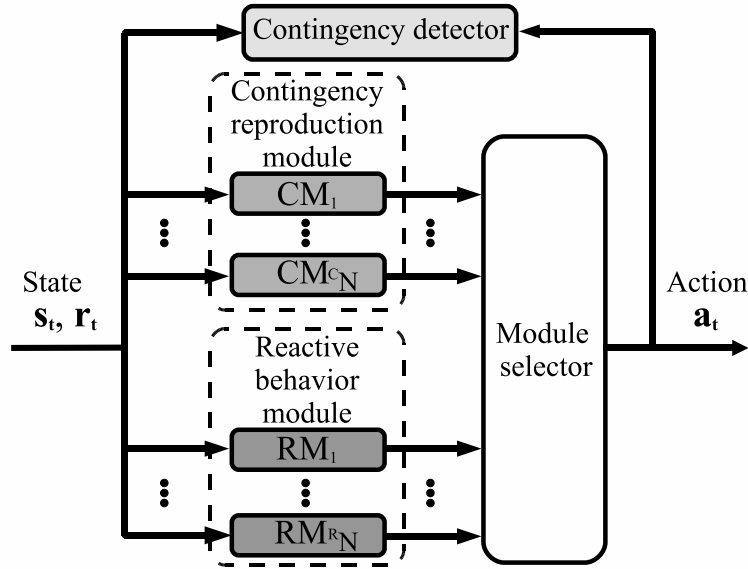 Contingency detector
Contingency
reproduction
module
CM₁
CMᶜN
State
sₜ, rₜ
Reactive
behavior
module
RM₁
RMᴿN
Module
selector
Action
aₜ